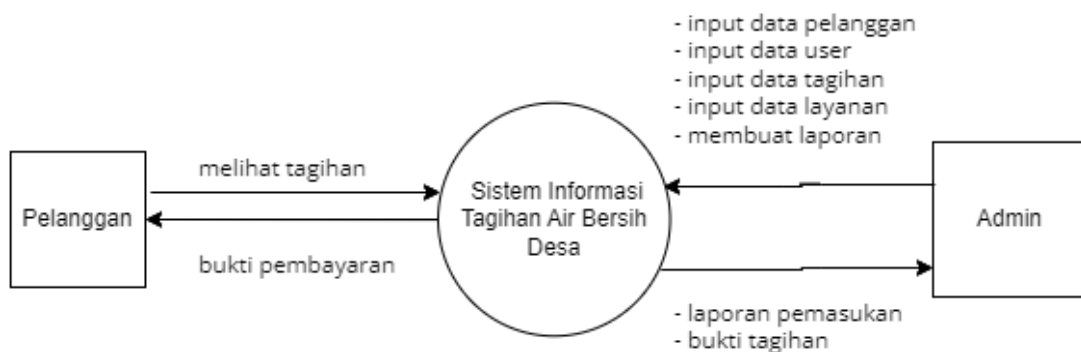 - input data pelanggan
- input data user
- input data tagihan
- input data layanan
- membuat laporan
melihat tagihan
Pelanggan
Sistem Informasi
Tagihan Air Bersih
Desa
Admin
bukti pembayaran
- laporan pemasukan
- bukti tagihan